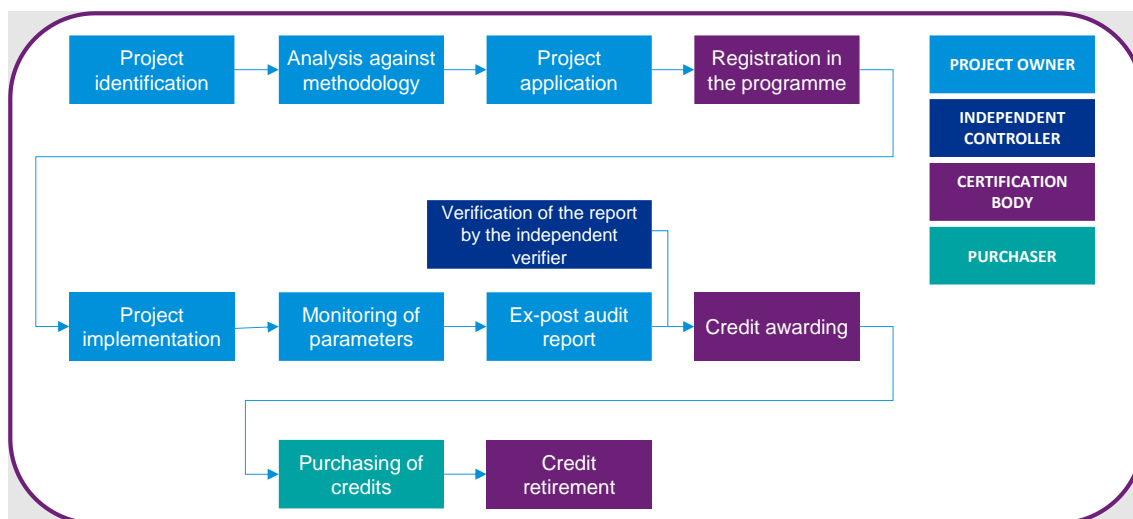 Project
identification
Analysis against
methodology
Project
application
Registration in
the programme
PROJECT OWNER
INDEPENDENT
CONTROLLER
CERTIFICATION
BODY
PURCHASER
Verification of the report
by the independent
verifier
Project
implementation
Monitoring of
parameters
Ex-post audit
report
Credit awarding
Purchasing of
credits
Credit
retirement